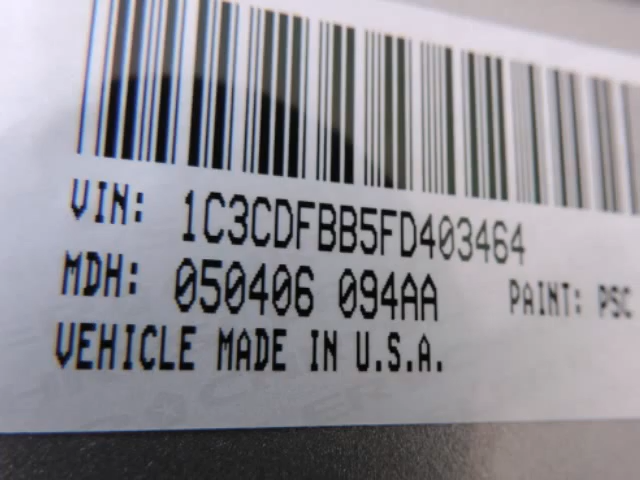 VIN: 1C3CDFBB5FD403464
MDH: 050406 094AA PAINT: PSC
VEHICLE MADE IN U.S.A.